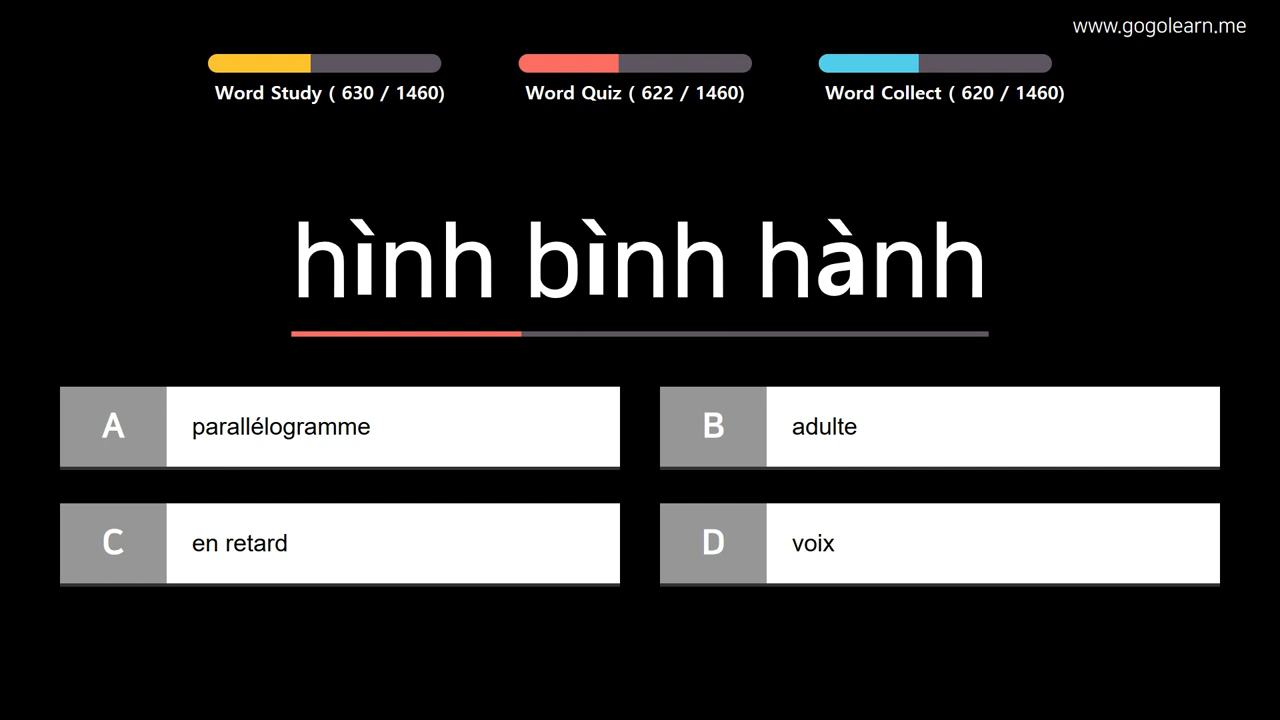 www.gogolearn.me
Word Study ( 630 / 1460)
Word Quiz ( 622 / 1460)
Word Collect ( 620 / 1460)
hình bình hành
A parallélogramme
B adulte
C en retard
D voix